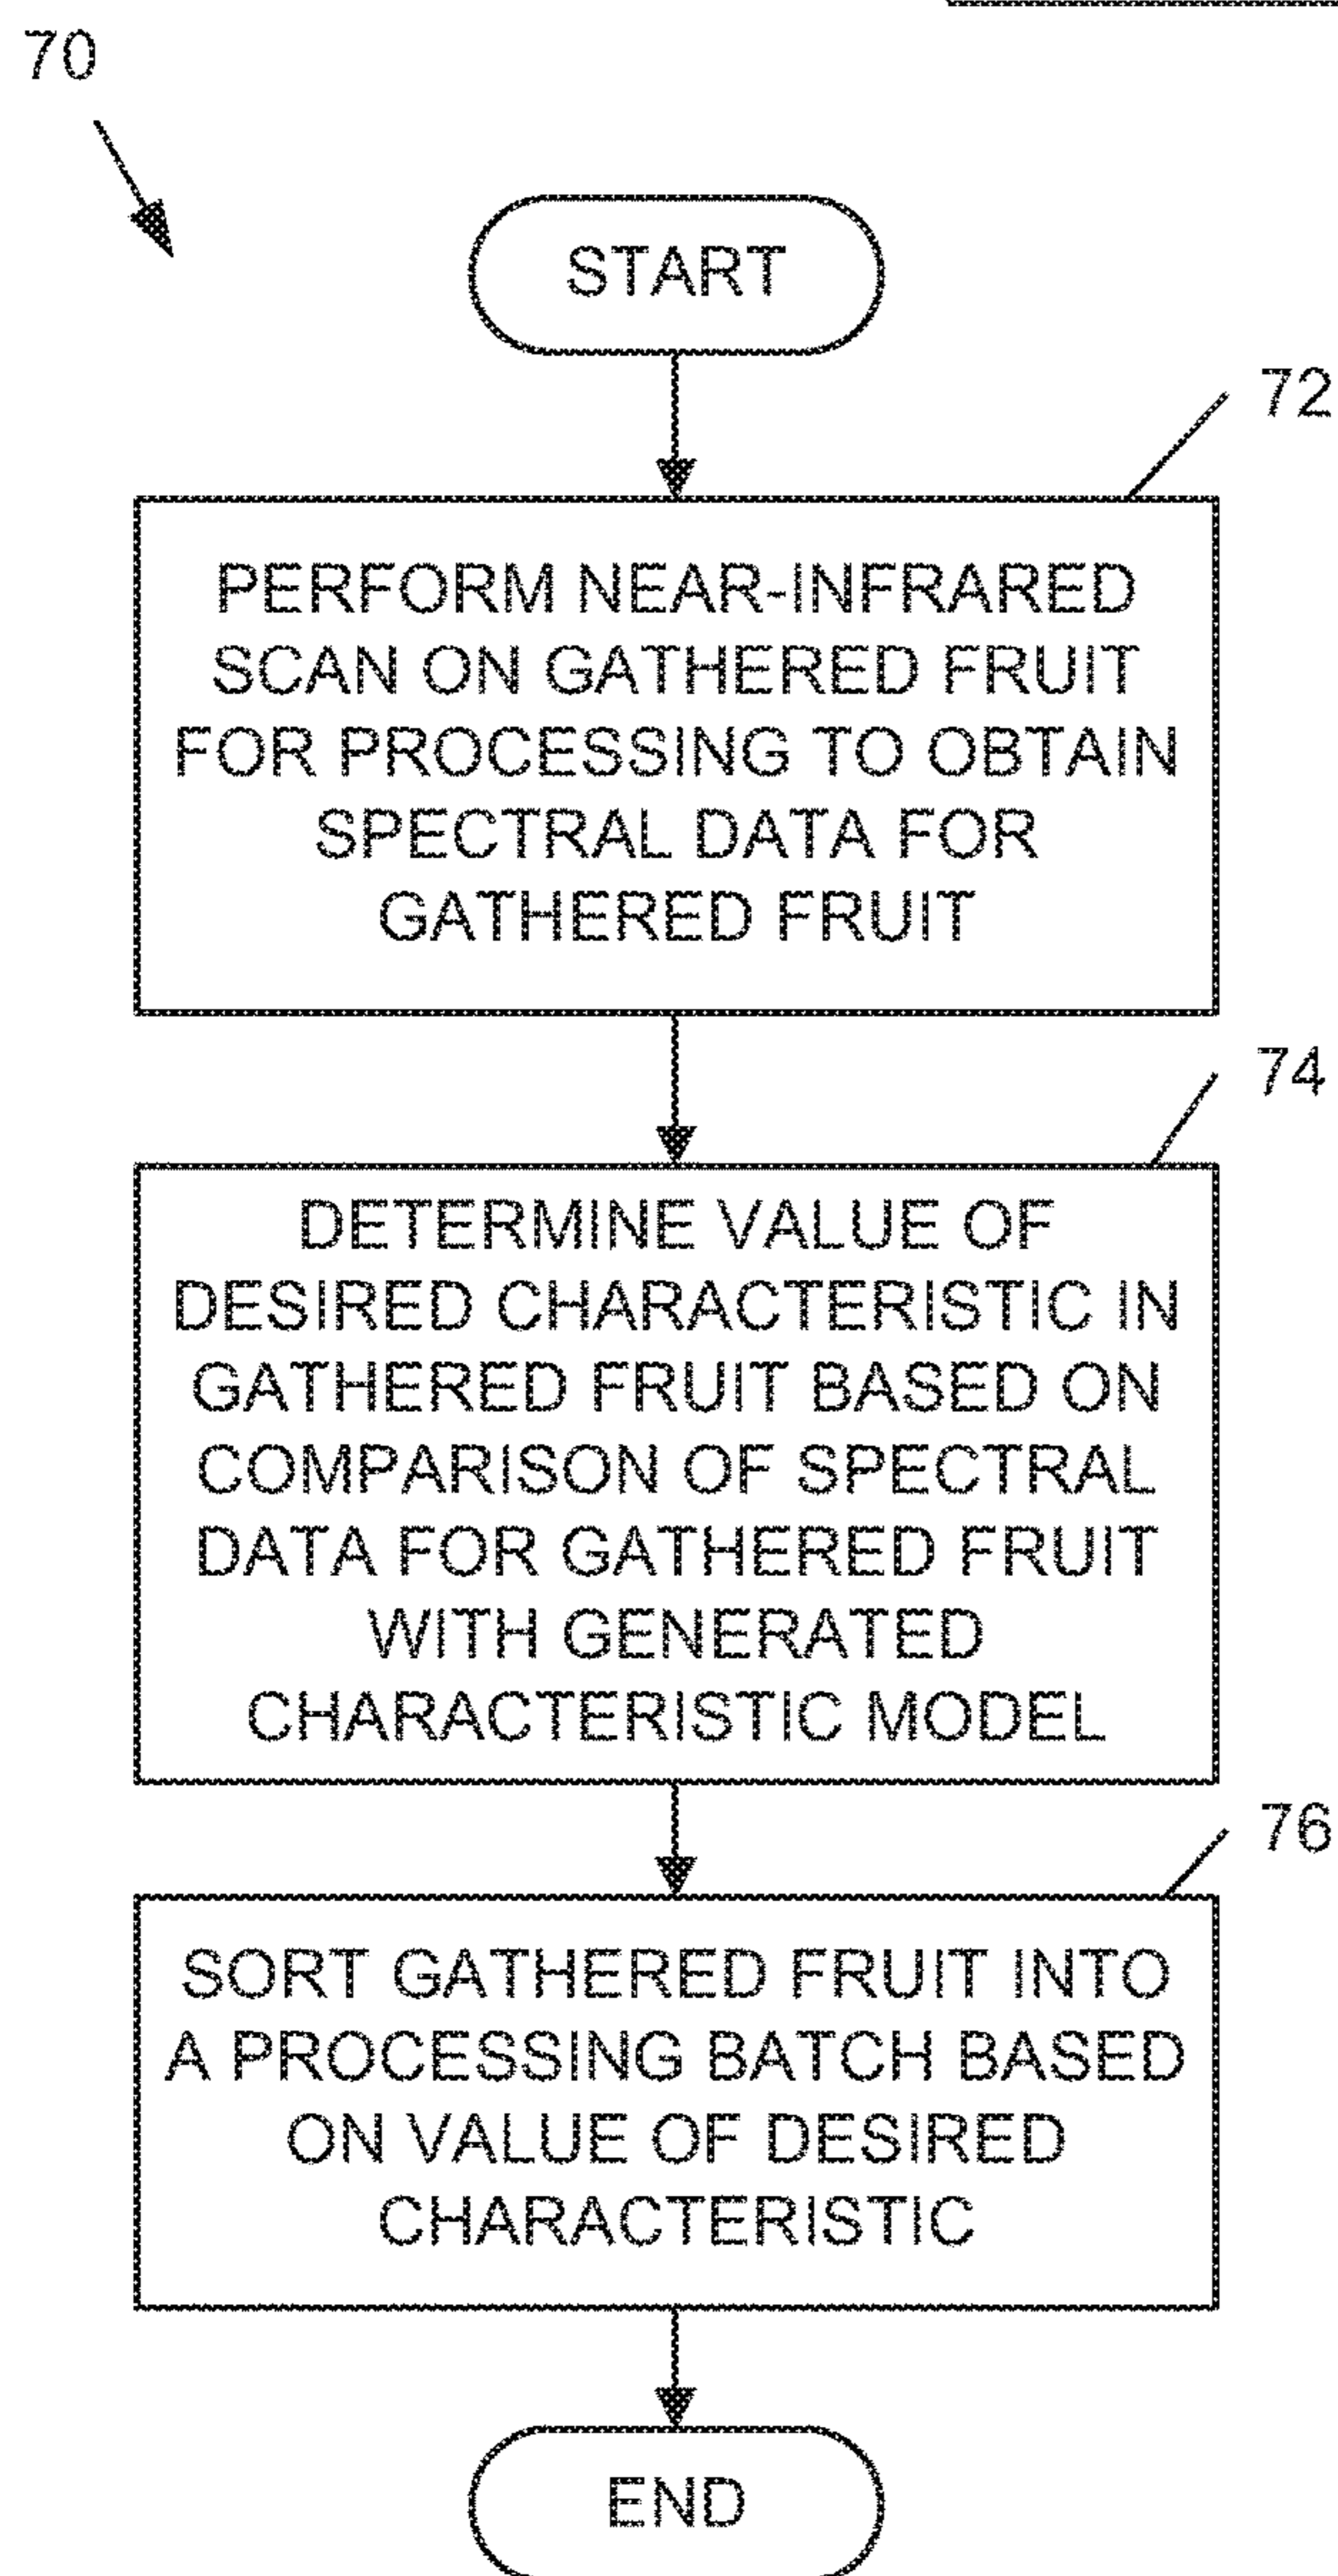 70
START
72
PERFORM NEAR-INFRARED
SCAN ON GATHERED FRUIT
FOR PROCESSING TO OBTAIN
SPECTRAL DATA FOR
GATHERED FRUIT
74
DETERMINE VALUE OF
DESIRED CHARACTERISTIC IN
GATHERED FRUIT BASED ON
COMPARISON OF SPECTRAL
DATA FOR GATHERED FRUIT
WITH GENERATED
CHARACTERISTIC MODEL
76
SORT GATHERED FRUIT INTO
A PROCESSING BATCH BASED
ON VALUE OF DESIRED
CHARACTERISTIC
END